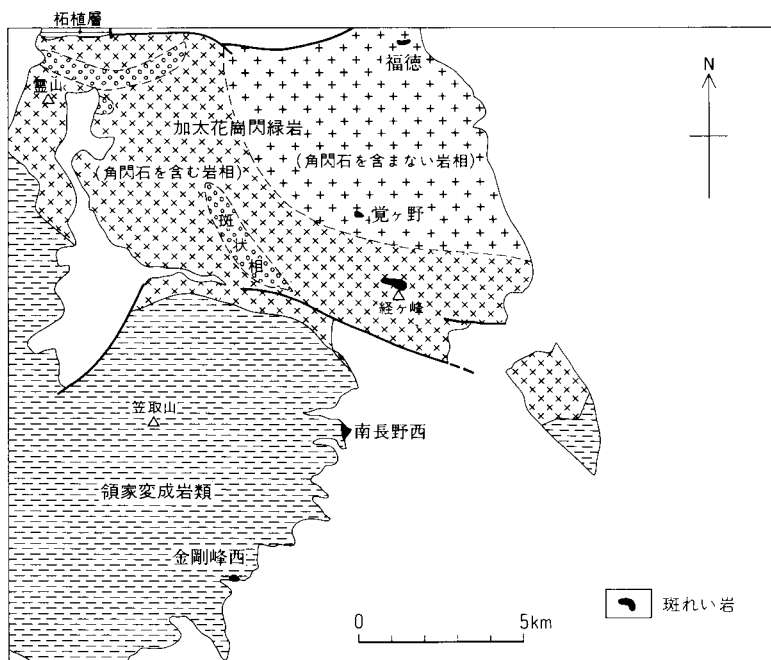 柘植層
福徳
霊山
加太花崗閃緑岩
(角閃石を含む岩相)
(角閃石を含まない岩相)
N
覚ヶ野
斑
状
相
経ヶ峰
笠取山
南長野西
領家変成岩類
金剛峰西
0
5km
斑れい岩